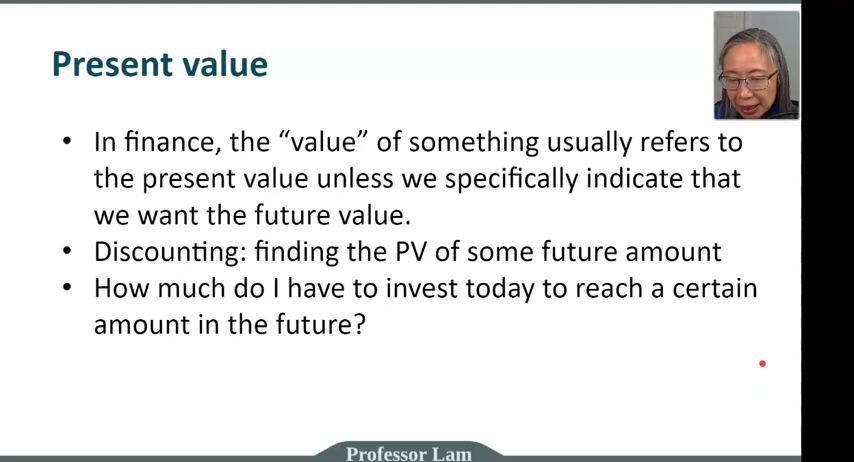 Present value
• In finance, the “value” of something usually refers to
the present value unless we specifically indicate that
we want the future value.
• Discounting: finding the PV of some future amount
• How much do I have to invest today to reach a certain
amount in the future?
Professor Lam